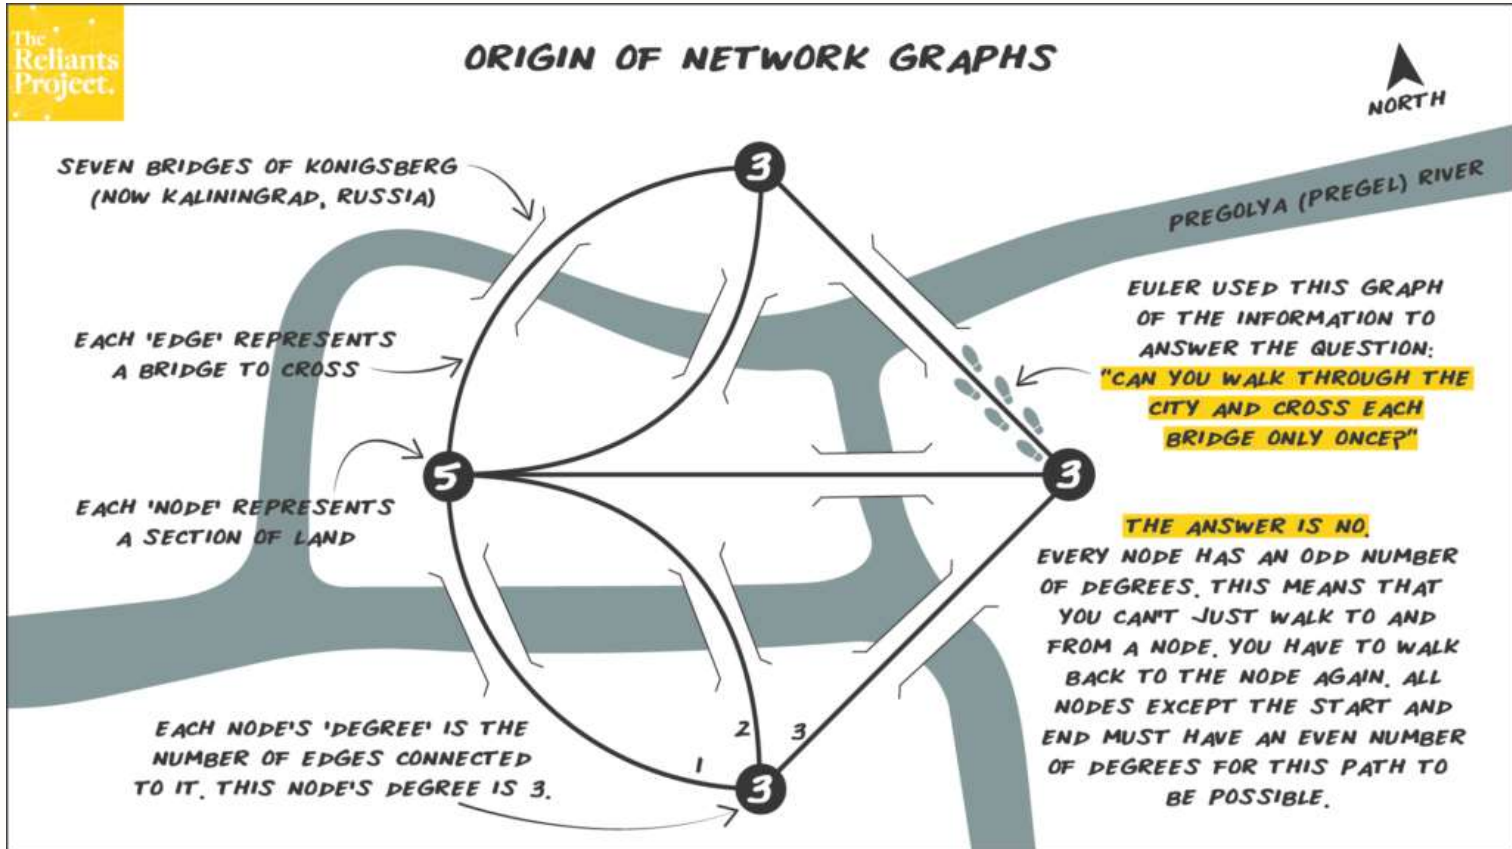 The
Reliants
Project.
ORIGIN OF NETWORK GRAPHS
NORTH
SEVEN BRIDGES OF KONIGSBERG
(NOW KALININGRAD, RUSSIA)
3
PREGOLYA (PREGEL) RIVER
EACH 'EDGE' REPRESENTS
A BRIDGE TO CROSS
EULER USED THIS GRAPH
OF THE INFORMATION TO
ANSWER THE QUESTION:
"CAN YOU WALK THROUGH THE
CITY AND CROSS EACH
BRIDGE ONLY ONCE?"
5
3
EACH 'NODE' REPRESENTS
A SECTION OF LAND
THE ANSWER IS NO.
EVERY NODE HAS AN ODD NUMBER
OF DEGREES. THIS MEANS THAT
YOU CAN'T JUST WALK TO AND
FROM A NODE. YOU HAVE TO WALK
BACK TO THE NODE AGAIN. ALL
NODES EXCEPT THE START AND
END MUST HAVE AN EVEN NUMBER
OF DEGREES FOR THIS PATH TO
BE POSSIBLE.
EACH NODE'S 'DEGREE' IS THE
NUMBER OF EDGES CONNECTED
TO IT. THIS NODE'S DEGREE IS 3.
1
2
3
3